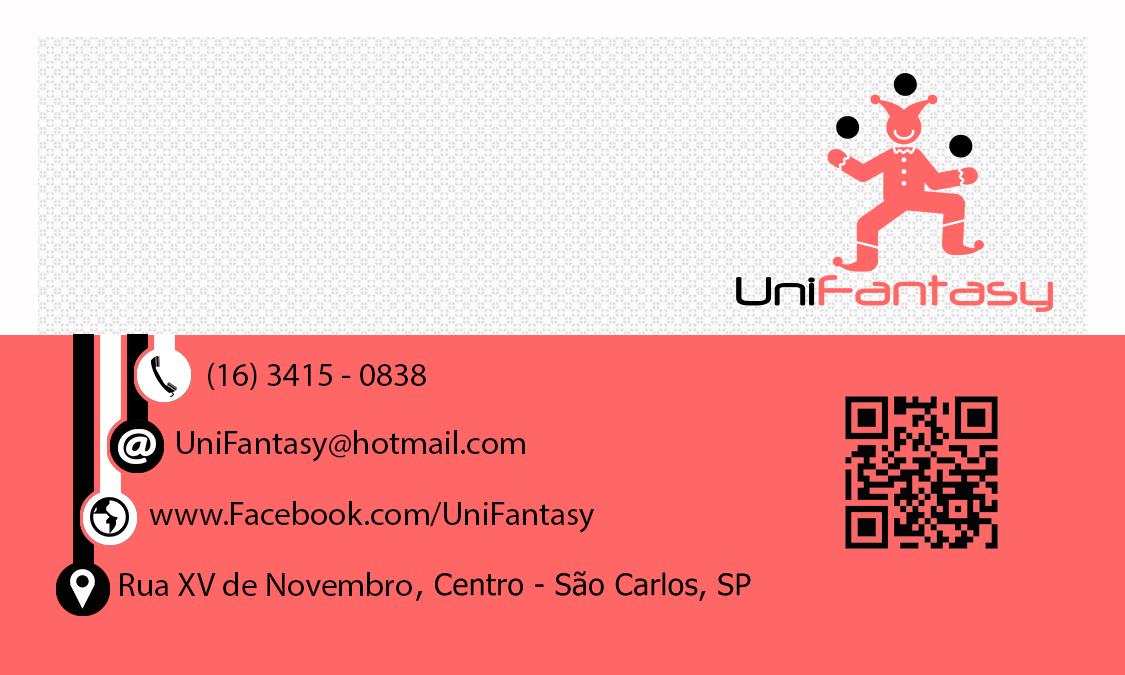 UniFantasy
(16) 3415 - 0838
UniFantasy@hotmail.com
www.Facebook.com/UniFantasy
Rua XV de Novembro, Centro - São Carlos, SP